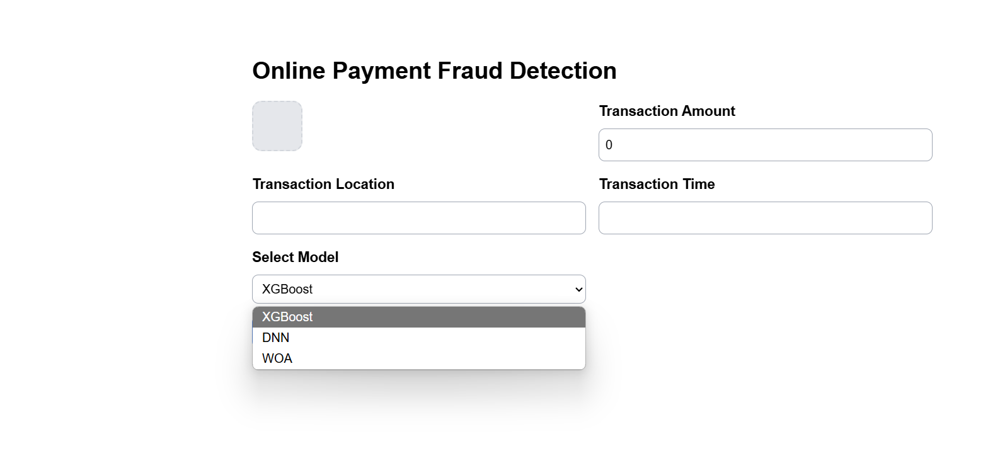 Online Payment Fraud Detection
Transaction Amount
0
Transaction Location
Transaction Time
Select Model
XGBoost
XGBoost
DNN
WOA